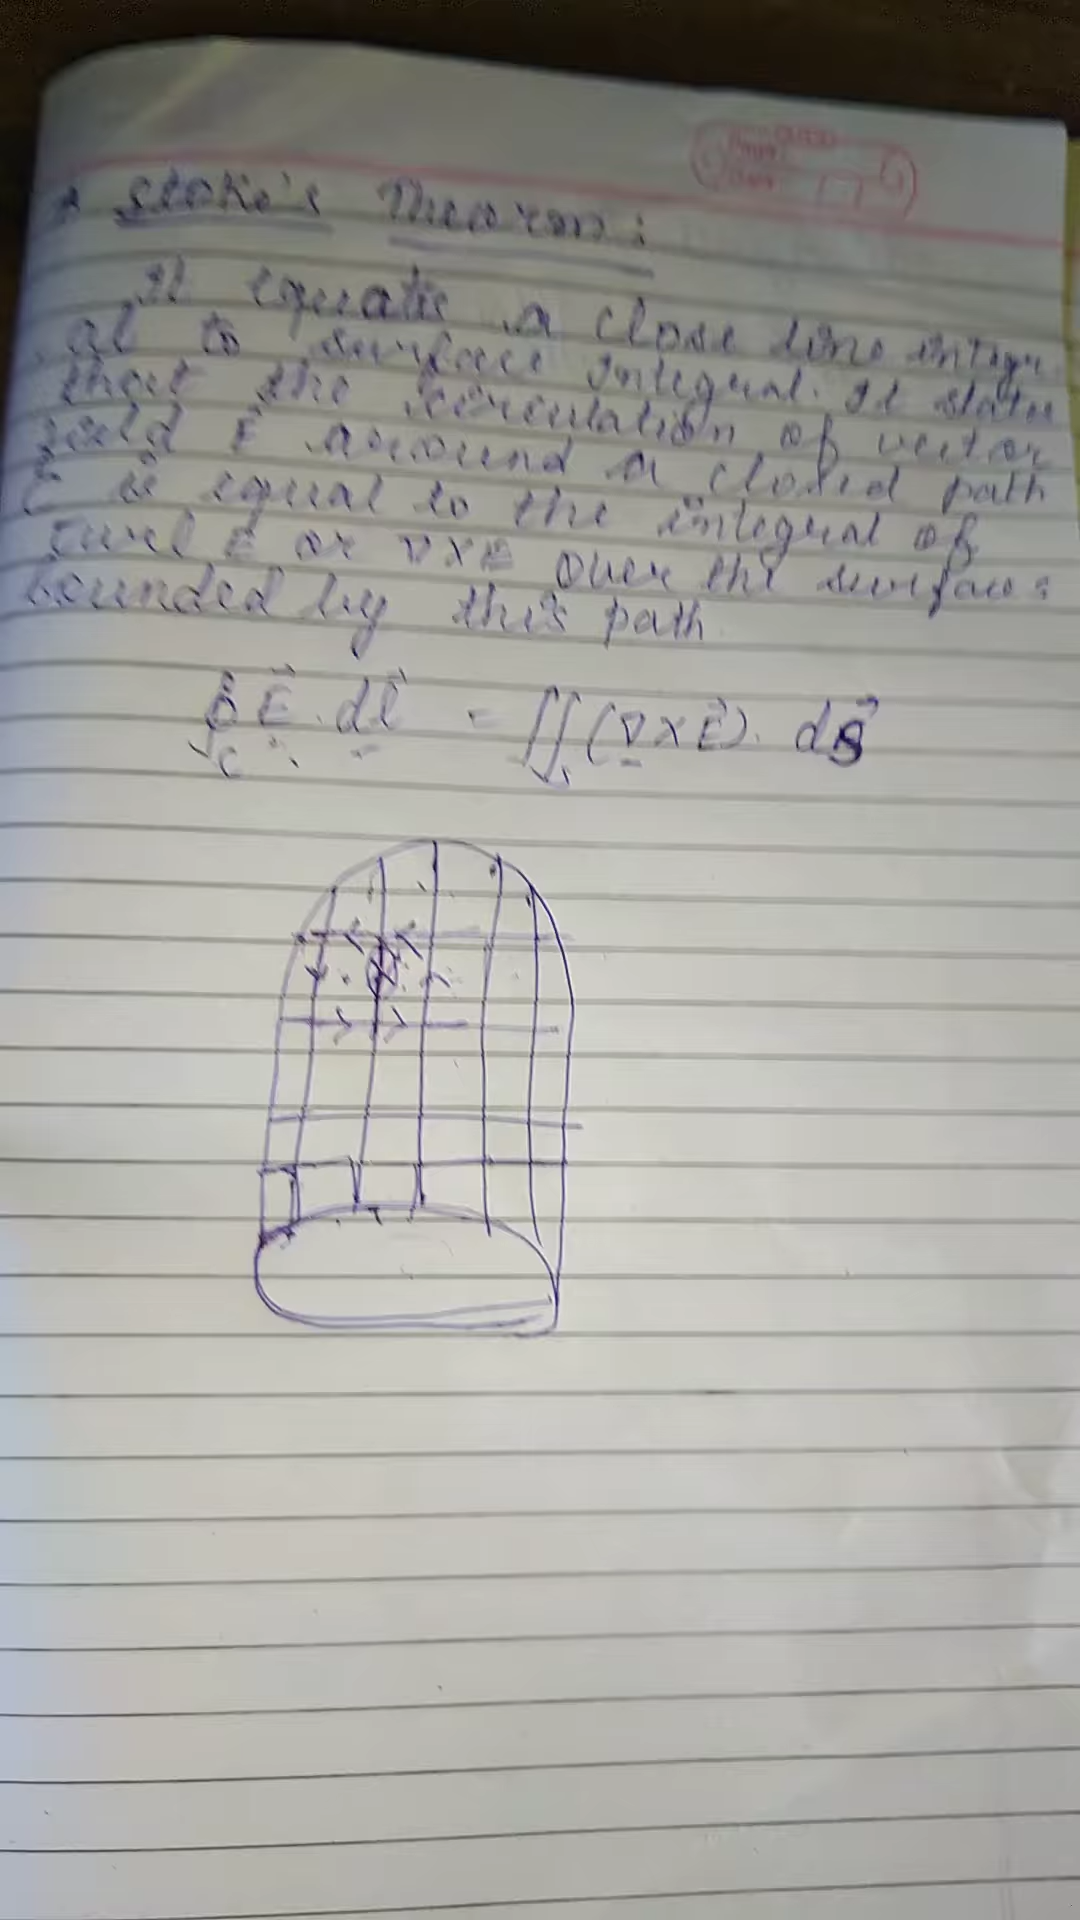 Stoke's Theorem:
It equate a close line integr
al to surface integral. It state
that the circulation of vector
field E around a closed path
C is equal to the integral of
curl E or ∇×E over the surface
bounded by this path
∮ E⃗ . dl⃗ = ∬ (∇×E⃗). dS⃗
C